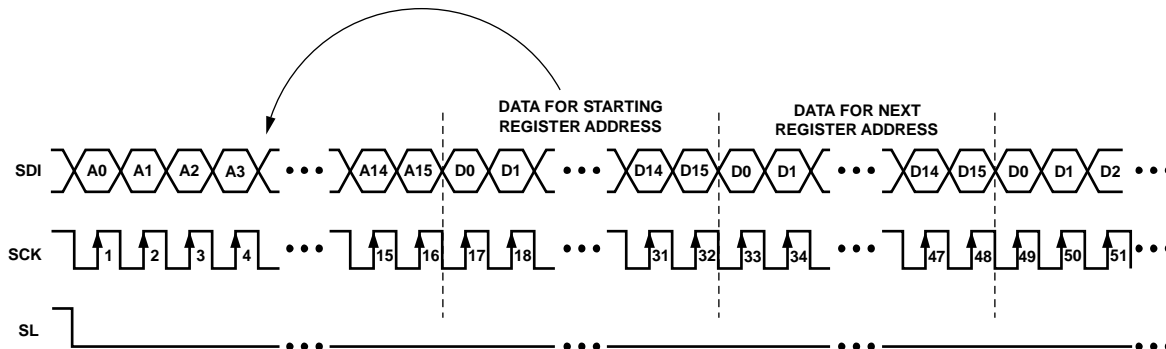 DATA FOR STARTING
REGISTER ADDRESS
DATA FOR NEXT
REGISTER ADDRESS
SDI A0 A1 A2 A3 ••• A14 A15 D0 D1 ••• D14 D15 D0 D1 ••• D14 D15 D0 D1 D2 •••
SCK 1 2 3 4 ••• 15 16 17 18 ••• 31 32 33 34 ••• 47 48 49 50 51 •••
SL ••• ••• ••• •••